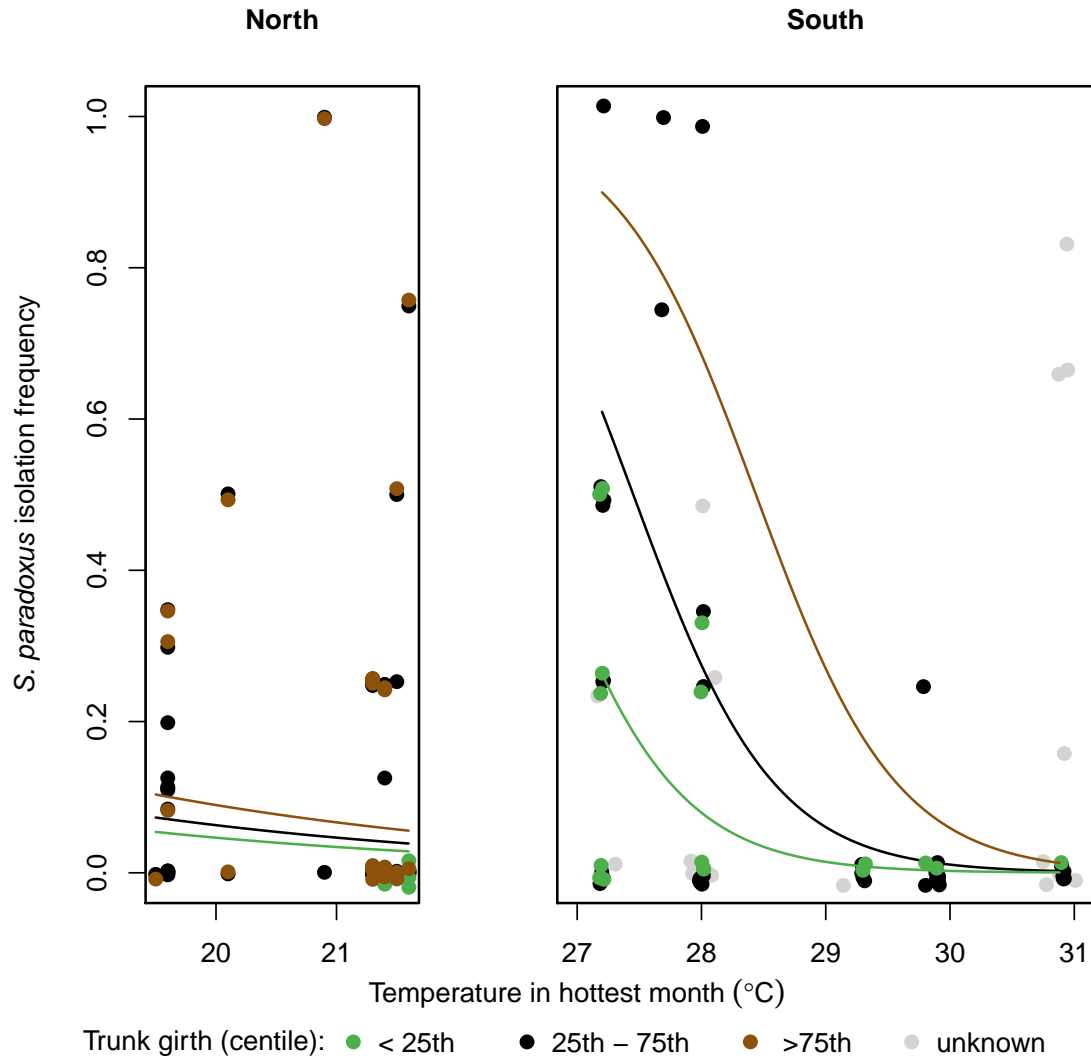 North South
1.0
0.8
0.6
0.4
0.2
0.0
S. paradoxus isolation frequency
20 21 27 28 29 30 31
Temperature in hottest month (°C)
Trunk girth (centile): < 25th 25th − 75th >75th unknown